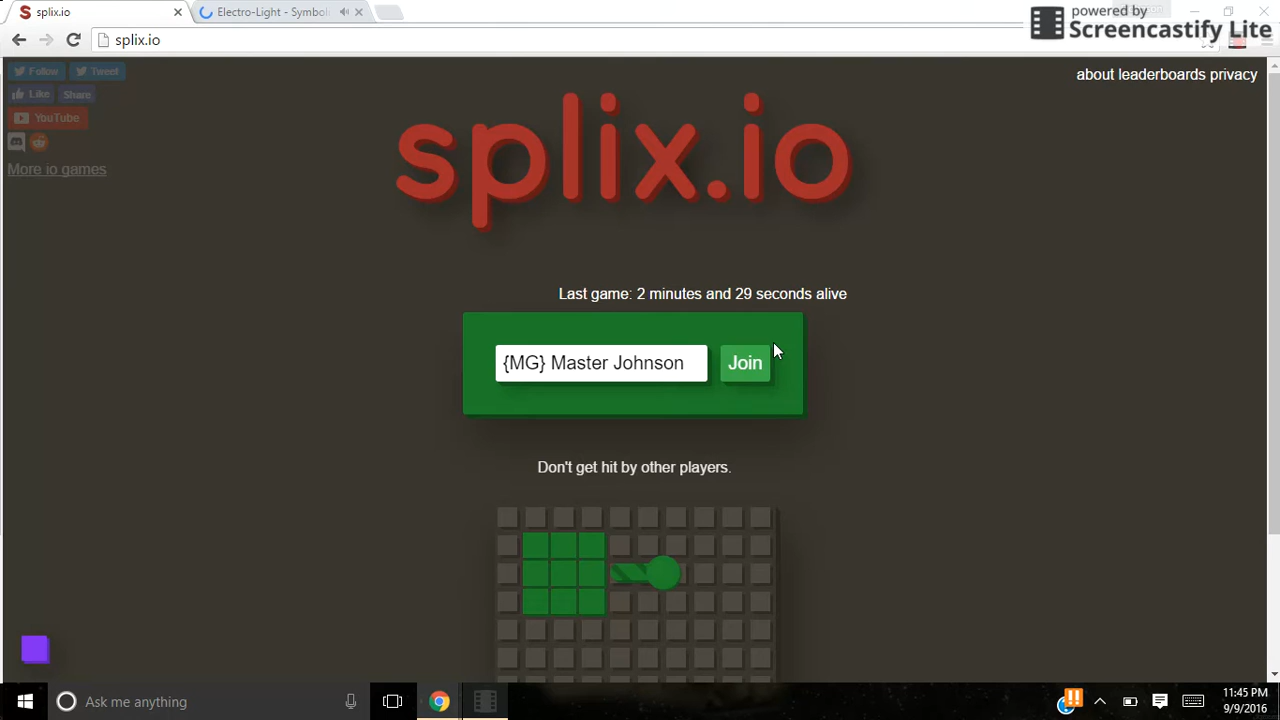 splix.io
Electro-Light - Symboli
powered by
Screencastify Lite
splix.io
Follow
Tweet
Like
Share
YouTube
More io games
about leaderboards privacy
splix.io
Last game: 2 minutes and 29 seconds alive
{MG} Master Johnson
Join
Don't get hit by other players.
Ask me anything
11:45 PM
9/9/2016